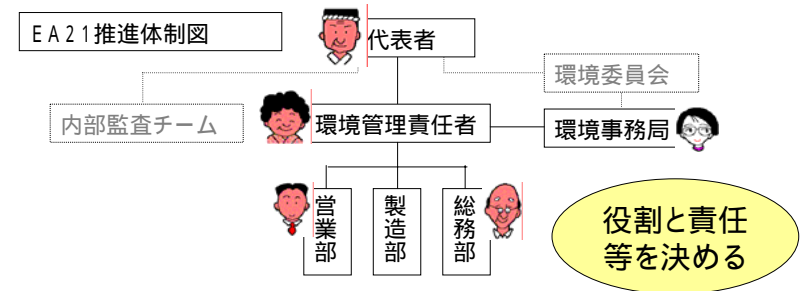 EA21推進体制図
代表者
環境委員会
内部監査チーム
環境管理責任者
環境事務局
営業部
製造部
総務部
役割と責任
等を決める